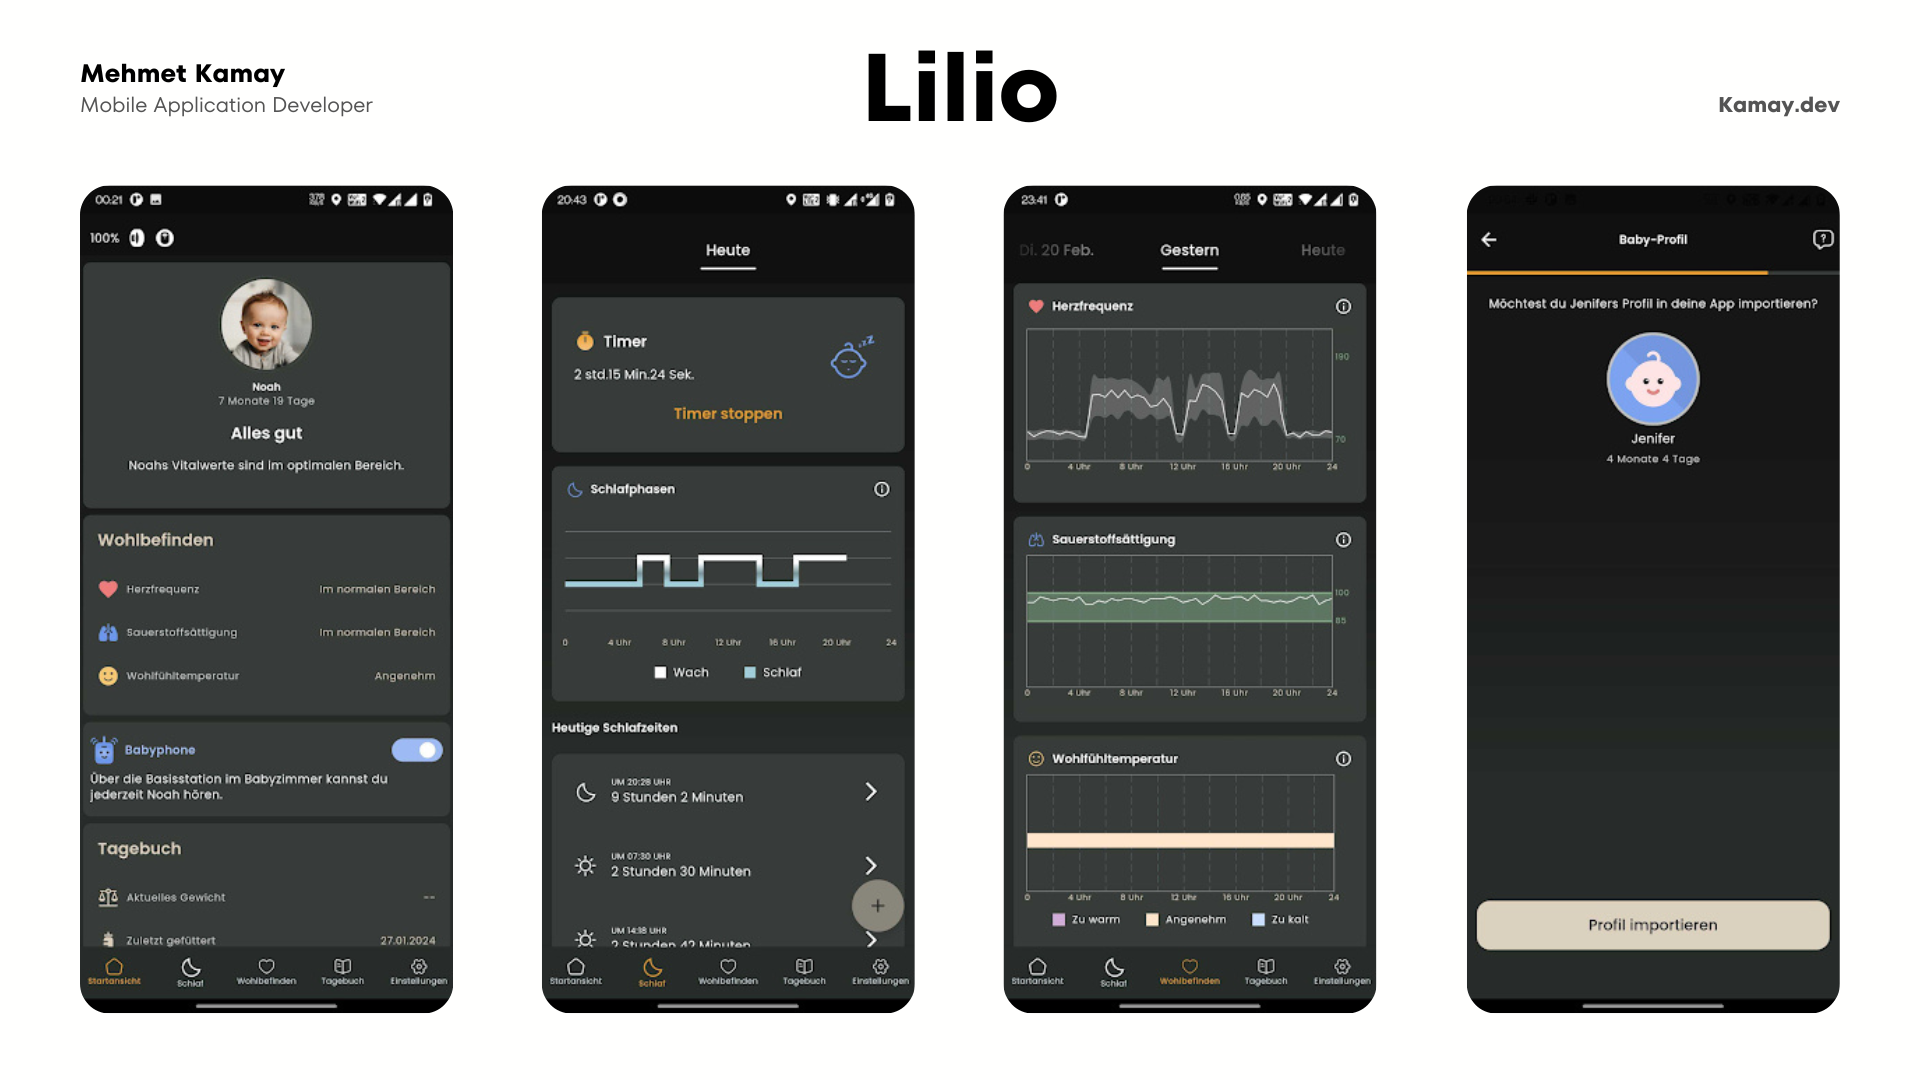 Mehmet Kamay
Mobile Application Developer
Lilio
Kamay.dev
00:21
100%
Noah
7 Monate 19 Tage
Alles gut
Noahs Vitalwerte sind im optimalen Bereich.
Wohlbefinden
Herzfrequenz Im normalen Bereich
Sauerstoffsättigung Im normalen Bereich
Wohlfühltemperatur Angenehm
Babyphone
Über die Basisstation im Babyzimmer kannst du
jederzeit Noah hören.
Tagebuch
Aktuelles Gewicht --
Zuletzt gefüttert 27.01.2024
Startansicht Schlaf Wohlbefinden Tagebuch Einstellungen
20:43
Heute
Timer
2 std.15 Min.24 Sek.
Timer stoppen
Schlafphasen
0 4 Uhr 8 Uhr 12 Uhr 16 Uhr 20 Uhr 24
Wach Schlaf
Heutige Schlafzeiten
UM 20:28 UHR
9 Stunden 2 Minuten
UM 07:30 UHR
2 Stunden 30 Minuten
UM 14:18 UHR
2 Stunden 42 Minuten
Startansicht Schlaf Wohlbefinden Tagebuch Einstellungen
23:41
Di. 20 Feb. Gestern Heute
Herzfrequenz
190
70
0 4 Uhr 8 Uhr 12 Uhr 16 Uhr 20 Uhr 24
Sauerstoffsättigung
100
85
0 4 Uhr 8 Uhr 12 Uhr 16 Uhr 20 Uhr 24
Wohlfühltemperatur
0 4 Uhr 8 Uhr 12 Uhr 16 Uhr 20 Uhr 24
Zu warm Angenehm Zu kalt
Startansicht Schlaf Wohlbefinden Tagebuch Einstellungen
Baby-Profil
Möchtest du Jenifers Profil in deine App importieren?
Jenifer
4 Monate 4 Tage
Profil importieren